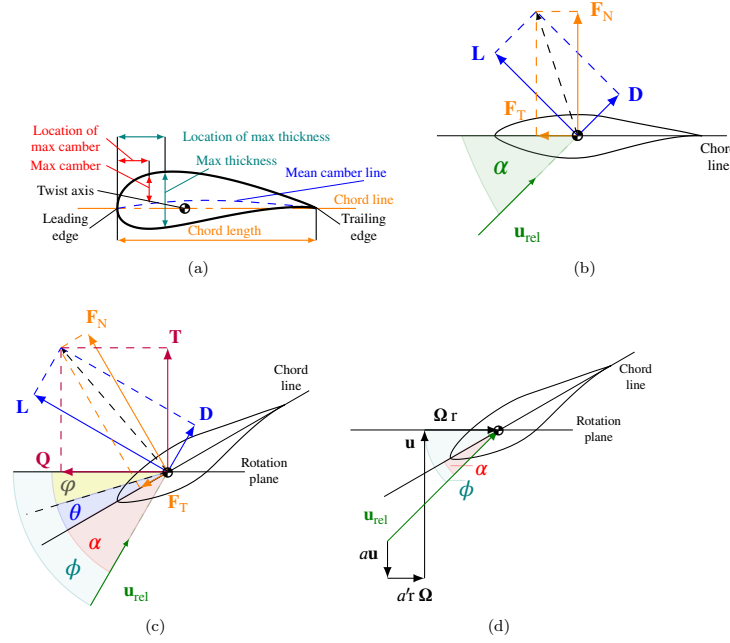 Location of
max camber
Max camber
Twist axis
Leading
edge
Location of max thickness
Max thickness
Mean camber line
Chord line
Trailing
edge
Chord length
(a)
F_N
L
D
F_T
Chord
line
α
u_rel
(b)
F_N
T
Chord
line
L
D
Q
Rotation
plane
φ
F_T
θ
α
ϕ
u_rel
(c)
Chord
line
Ω r
Rotation
plane
u
α
ϕ
u_rel
au
a'r Ω
(d)